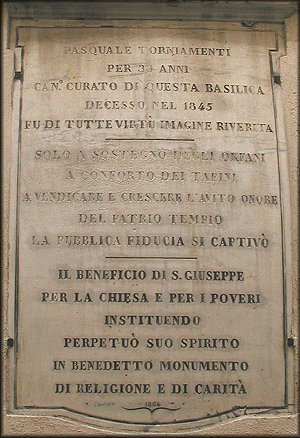 PASQUALE TORNIAMENTI
PER 3 ANNI
CAN. CURATO DI QUESTA BASILICA
DECESSO NEL 1845
FU DI TUTTE VIRTÙ IMAGINE RIVERITA
SOLO A SOSTEGNO DEGLI ORFANI
A CONFORTO DEI TAPINI
A VENDICARE E CRESCERE L'AVITO ONORE
DEL PATRIO TEMPIO
LA PUBBLICA FIDUCIA SI CAPTIVÒ
IL BENEFICIO DI S. GIUSEPPE
PER LA CHIESA E PER I POVERI
INSTITUENDO
PERPETUÒ SUO SPIRITO
IN BENEDETTO MONUMENTO
DI RELIGIONE E DI CARITÀ